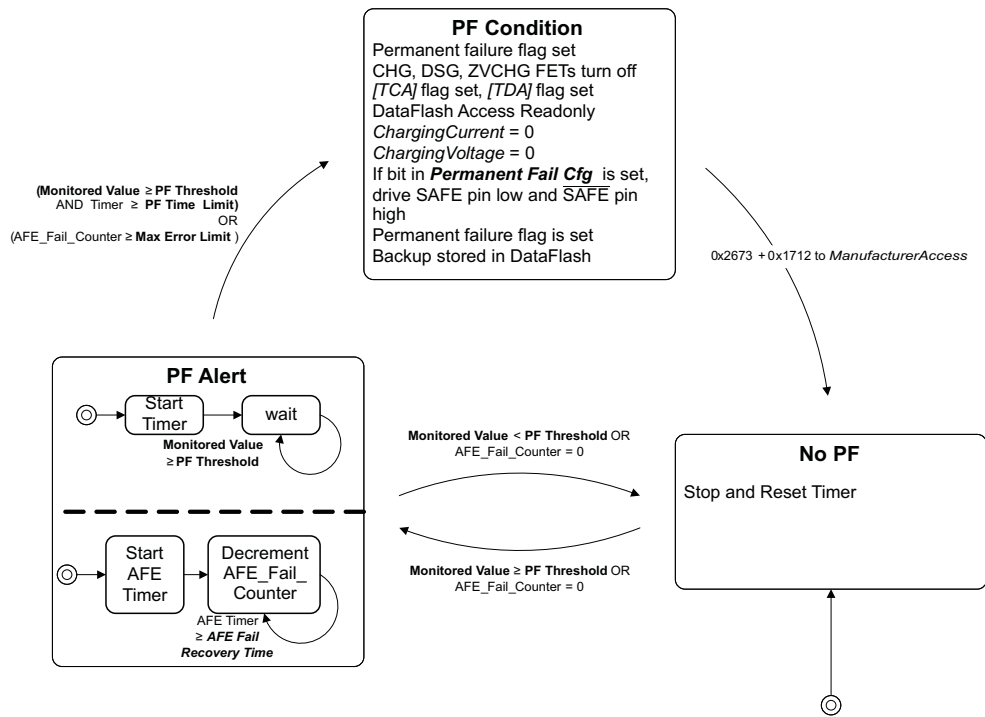 PF Condition
Permanent failure flag set
CHG, DSG, ZVCHG FETs turn off
[TCA] flag set, [TDA] flag set
DataFlash Access Readonly
ChargingCurrent = 0
ChargingVoltage = 0
If bit in Permanent Fail Cfg is set,
drive SAFE pin low and S̅A̅F̅E̅ pin
high
Permanent failure flag is set
Backup stored in DataFlash
(Monitored Value ≥ PF Threshold
AND Timer ≥ PF Time Limit)
OR
(AFE_Fail_Counter ≥ Max Error Limit )
0x2673 + 0x1712 to ManufacturerAccess
PF Alert
Start
Timer
wait
Monitored Value
≥ PF Threshold
Start
AFE
Timer
Decrement
AFE_Fail_
Counter
AFE Timer
≥ AFE Fail
Recovery Time
Monitored Value < PF Threshold OR
AFE_Fail_Counter = 0
Monitored Value ≥ PF Threshold OR
AFE_Fail_Counter = 0
No PF
Stop and Reset Timer